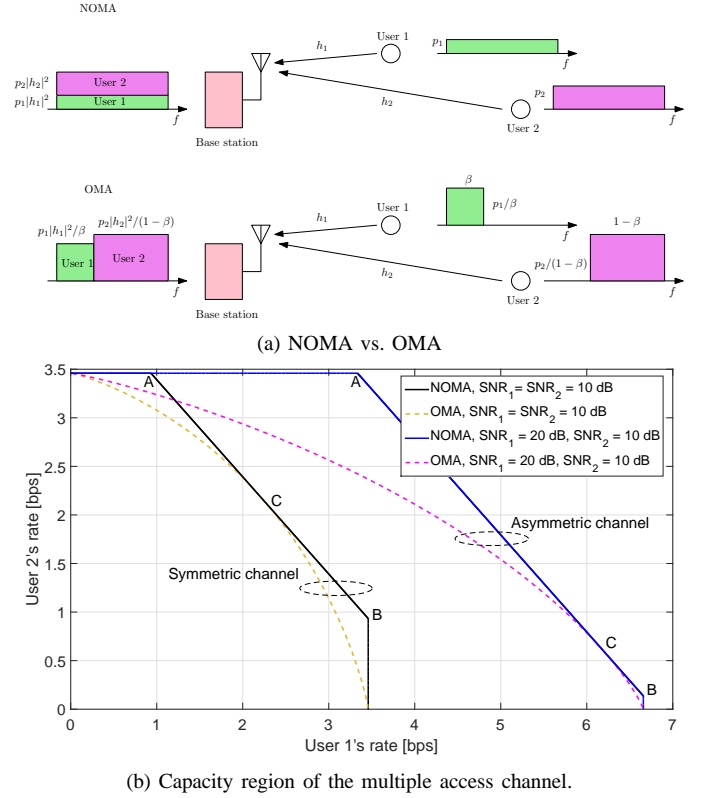 NOMA
p₂|h₂|²
p₁|h₁|²
User 2
User 1
f
Base station
h₁
h₂
User 1
User 2
p₁
f
p₂
f
OMA
p₁|h₁|²/β
p₂|h₂|²/(1 − β)
User 1
User 2
f
Base station
h₁
h₂
User 1
User 2
β
p₁/β
f
1 − β
p₂/(1 − β)
f
(a) NOMA vs. OMA
User 2's rate [bps]
3.5
3
2.5
2
1.5
1
0.5
0
A
A
C
B
C
B
NOMA, SNR₁= SNR₂ = 10 dB
OMA, SNR₁= SNR₂ = 10 dB
NOMA, SNR₁ = 20 dB, SNR₂ = 10 dB
OMA, SNR₁ = 20 dB, SNR₂ = 10 dB
Asymmetric channel
Symmetric channel
0 1 2 3 4 5 6 7
User 1's rate [bps]
(b) Capacity region of the multiple access channel.